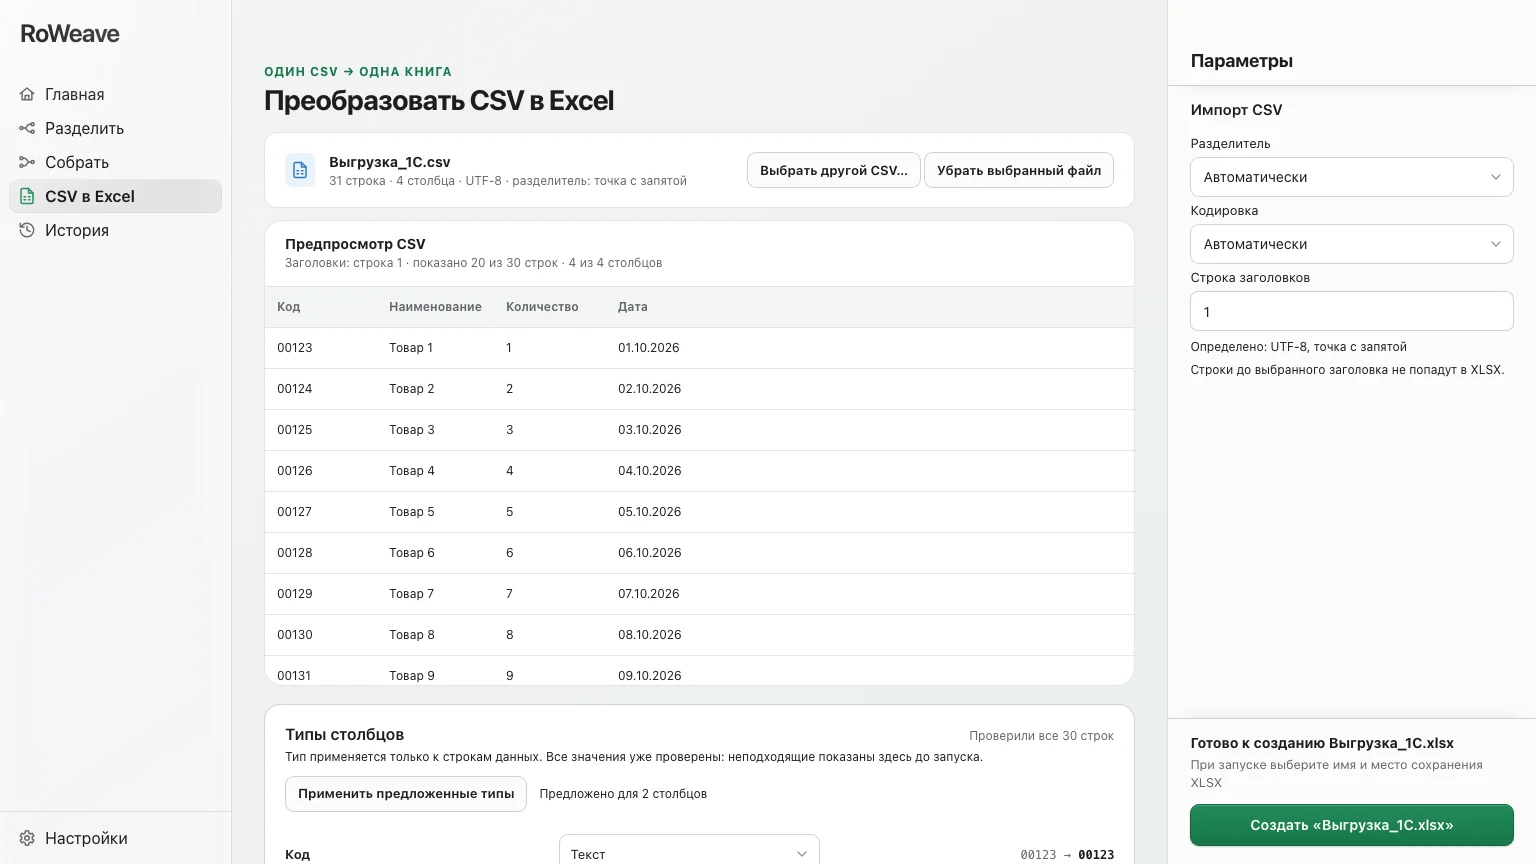 RoWeave
Главная
Разделить
Собрать
CSV в Excel
История
Настройки
ОДИН CSV → ОДНА КНИГА
Преобразовать CSV в Excel
Выгрузка_1C.csv
31 строка · 4 столбца · UTF-8 · разделитель: точка с запятой
Выбрать другой CSV...
Убрать выбранный файл
Предпросмотр CSV
Заголовки: строка 1 · показано 20 из 30 строк · 4 из 4 столбцов
Код Наименование Количество Дата
00123 Товар 1 1 01.10.2026
00124 Товар 2 2 02.10.2026
00125 Товар 3 3 03.10.2026
00126 Товар 4 4 04.10.2026
00127 Товар 5 5 05.10.2026
00128 Товар 6 6 06.10.2026
00129 Товар 7 7 07.10.2026
00130 Товар 8 8 08.10.2026
00131 Товар 9 9 09.10.2026
Типы столбцов
Проверили все 30 строк
Тип применяется только к строкам данных. Все значения уже проверены: неподходящие показаны здесь до запуска.
Применить предложенные типы
Предложено для 2 столбцов
Код Текст 00123 → 00123
Параметры
Импорт CSV
Разделитель
Автоматически
Кодировка
Автоматически
Строка заголовков
1
Определено: UTF-8, точка с запятой
Строки до выбранного заголовка не попадут в XLSX.
Готово к созданию Выгрузка_1C.xlsx
При запуске выберите имя и место сохранения
XLSX
Создать «Выгрузка_1C.xlsx»